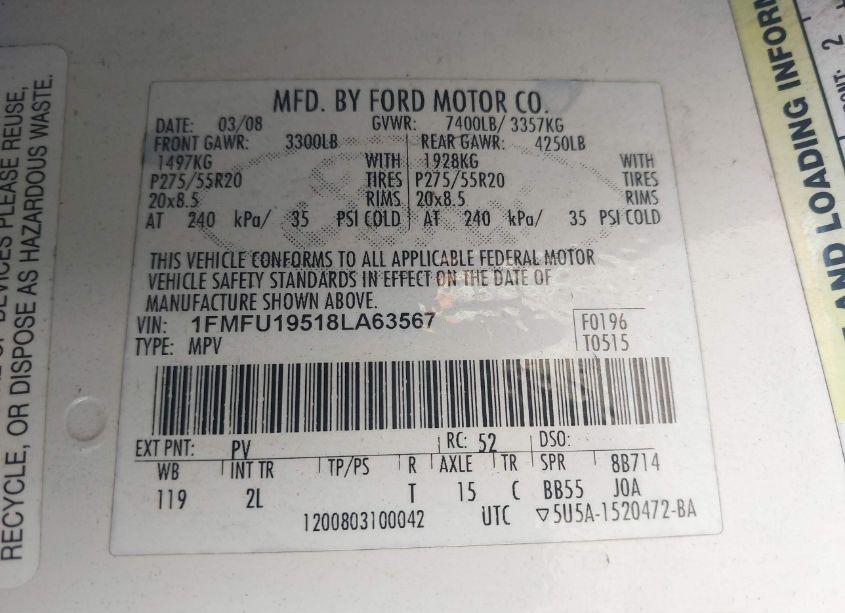 MFD. BY FORD MOTOR CO.
DATE: 03/08 GVWR: 7400LB/ 3357KG
FRONT GAWR: 3300LB REAR GAWR: 4250LB
1497KG WITH 1928KG WITH
P275/55R20 TIRES P275/55R20 TIRES
20x8.5 RIMS 20x8.5 RIMS
AT 240 kPa/ 35 PSI COLD AT 240 kPa/ 35 PSI COLD
THIS VEHICLE CONFORMS TO ALL APPLICABLE FEDERAL MOTOR
VEHICLE SAFETY STANDARDS IN EFFECT ON THE DATE OF
MANUFACTURE SHOWN ABOVE.
VIN: 1FMFU19518LA63567 F0196
TYPE: MPV T0515
EXT PNT: PV RC: 52 DSO:
WB INT TR TP/PS R AXLE TR SPR 8B714
119 2L T 15 C BB55 JOA
1200803100042 UTC ▽5U5A-1520472-BA
DEVICES PLEASE REUSE,
RECYCLE, OR DISPOSE AS HAZARDOUS WASTE.
AND LOADING INFORM
2